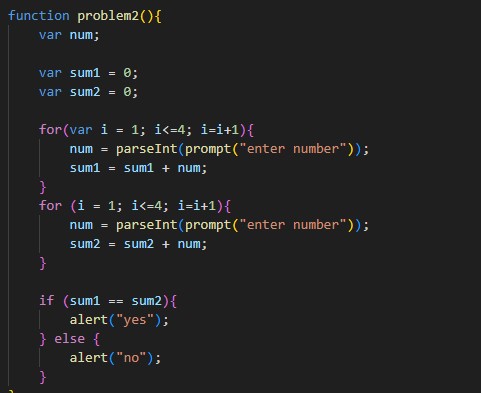 function problem2(){
    var num;

    var sum1 = 0;
    var sum2 = 0;

    for(var i = 1; i<=4; i=i+1){
        num = parseInt(prompt("enter number"));
        sum1 = sum1 + num;
    }
    for (i = 1; i<=4; i=i+1){
        num = parseInt(prompt("enter number"));
        sum2 = sum2 + num;
    }

    if (sum1 == sum2){
        alert("yes");
    } else {
        alert("no");
    }
}